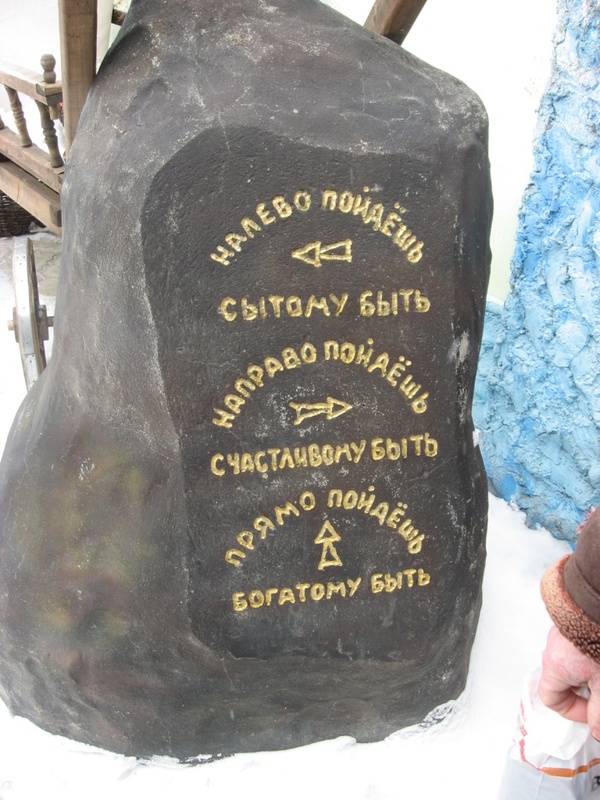 НАЛЕВО ПОЙДЁШЬ
СЫТОМУ БЫТЬ
НАПРАВО ПОЙДЁШЬ
СЧАСТЛИВОМУ БЫТЬ
ПРЯМО ПОЙДЁШЬ
БОГАТОМУ БЫТЬ